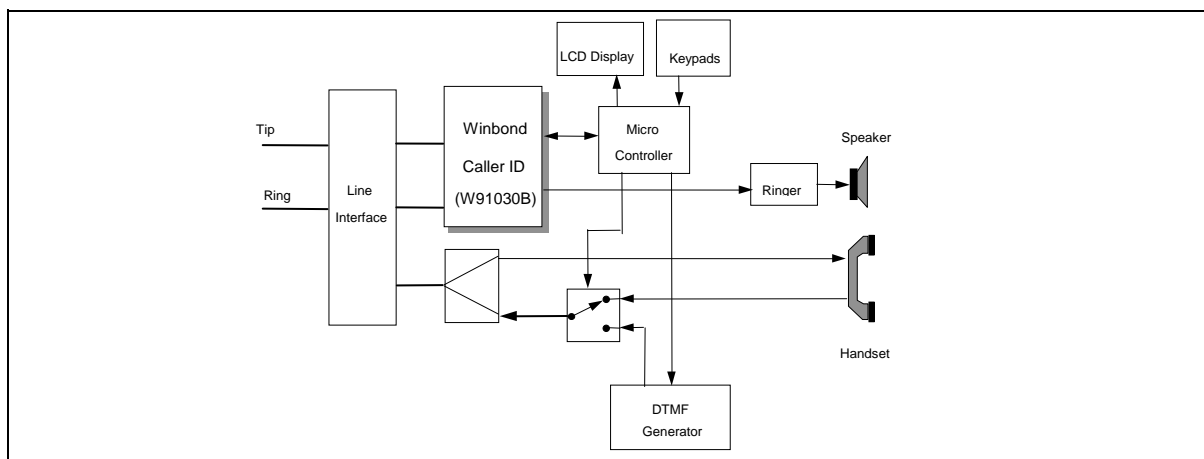 LCD Display
Keypads
Tip
Ring
Line
Interface
Winbond
Caller ID
(W91030B)
Micro
Controller
Speaker
Ringer
Handset
DTMF
Generator